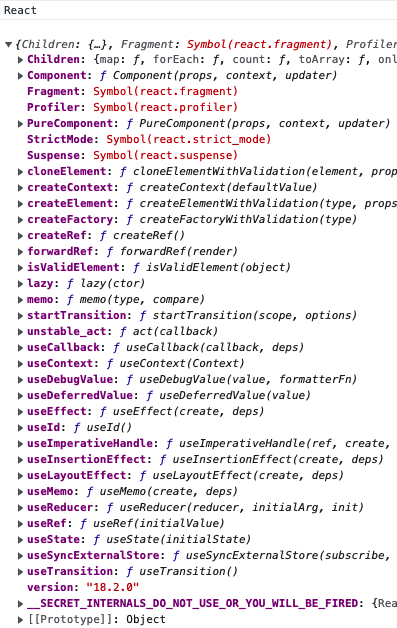 React
▼{Children: {…}, Fragment: Symbol(react.fragment), Profiler
▶ Children: {map: ƒ, forEach: ƒ, count: ƒ, toArray: ƒ, onl
▶ Component: ƒ Component(props, context, updater)
Fragment: Symbol(react.fragment)
Profiler: Symbol(react.profiler)
▶ PureComponent: ƒ PureComponent(props, context, updater)
StrictMode: Symbol(react.strict_mode)
Suspense: Symbol(react.suspense)
▶ cloneElement: ƒ cloneElementWithValidation(element, prop
▶ createContext: ƒ createContext(defaultValue)
▶ createElement: ƒ createElementWithValidation(type, props
▶ createFactory: ƒ createFactoryWithValidation(type)
▶ createRef: ƒ createRef()
▶ forwardRef: ƒ forwardRef(render)
▶ isValidElement: ƒ isValidElement(object)
▶ lazy: ƒ lazy(ctor)
▶ memo: ƒ memo(type, compare)
▶ startTransition: ƒ startTransition(scope, options)
▶ unstable_act: ƒ act(callback)
▶ useCallback: ƒ useCallback(callback, deps)
▶ useContext: ƒ useContext(Context)
▶ useDebugValue: ƒ useDebugValue(value, formatterFn)
▶ useDeferredValue: ƒ useDeferredValue(value)
▶ useEffect: ƒ useEffect(create, deps)
▶ useId: ƒ useId()
▶ useImperativeHandle: ƒ useImperativeHandle(ref, create,
▶ useInsertionEffect: ƒ useInsertionEffect(create, deps)
▶ useLayoutEffect: ƒ useLayoutEffect(create, deps)
▶ useMemo: ƒ useMemo(create, deps)
▶ useReducer: ƒ useReducer(reducer, initialArg, init)
▶ useRef: ƒ useRef(initialValue)
▶ useState: ƒ useState(initialState)
▶ useSyncExternalStore: ƒ useSyncExternalStore(subscribe,
▶ useTransition: ƒ useTransition()
version: "18.2.0"
▶ __SECRET_INTERNALS_DO_NOT_USE_OR_YOU_WILL_BE_FIRED: {Rea
▶ [[Prototype]]: Object